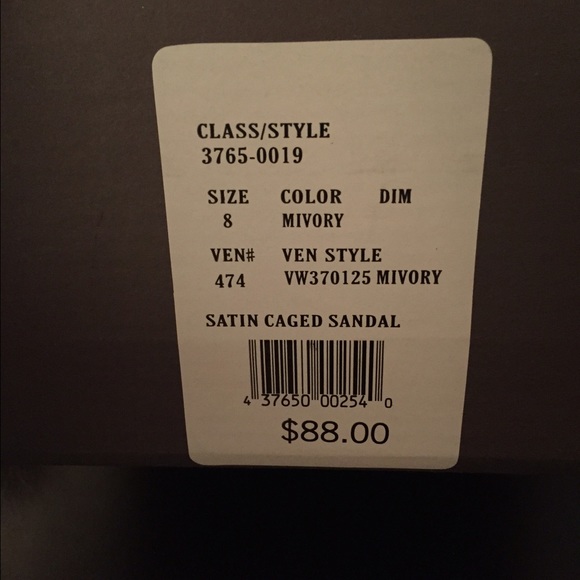 CLASS/STYLE
3765-0019
SIZE COLOR DIM
8 MIVORY
VEN# VEN STYLE
474 VW370125 MIVORY
SATIN CAGED SANDAL
4 37650 00254 0
$88.00